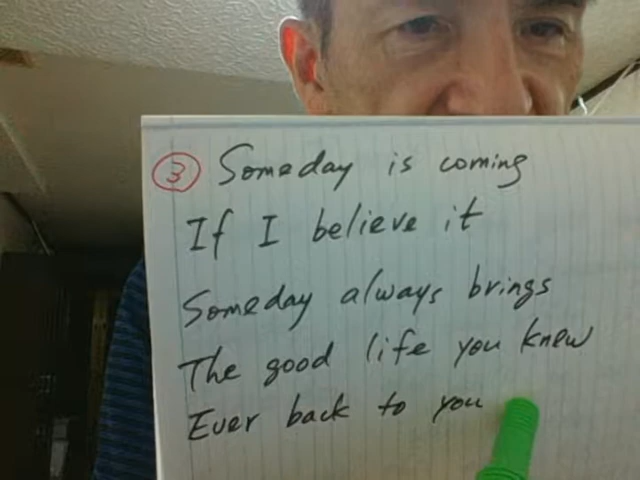 3 Someday is coming
If I believe it
Someday always brings
The good life you knew
Ever back to you